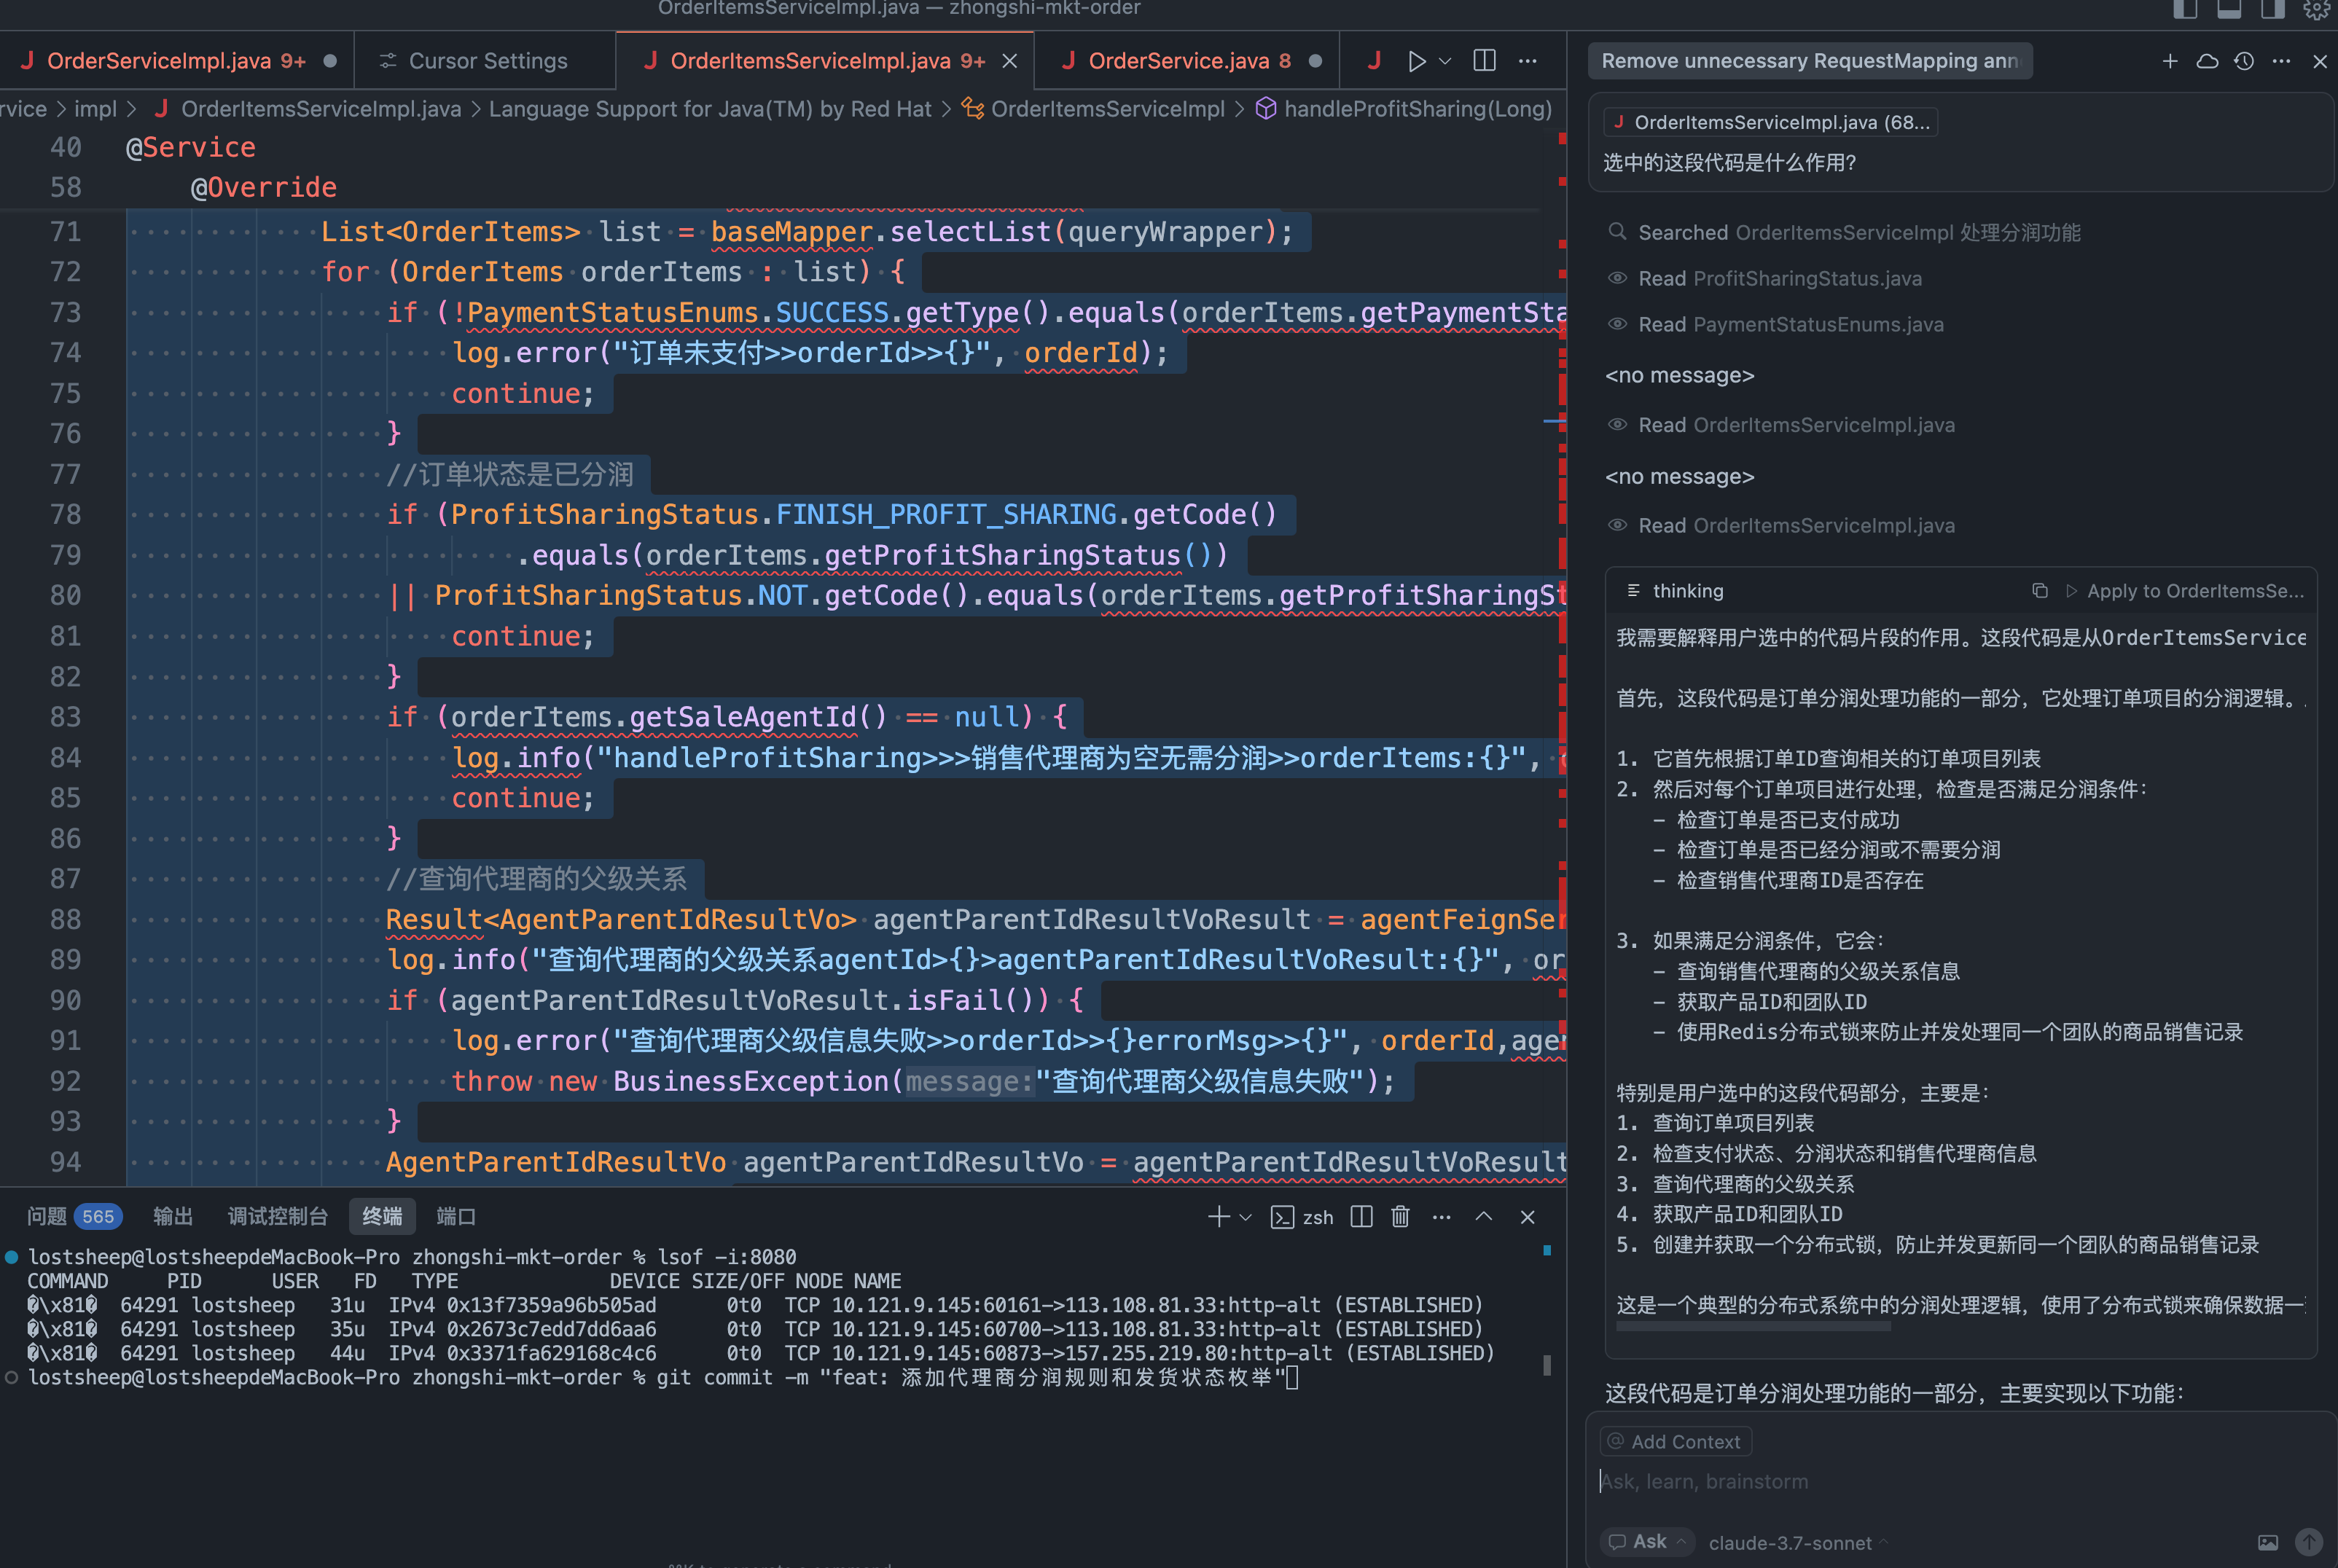 OrderItemsServiceImpl.java — zhongshi-mkt-order
OrderServiceImpl.java 9+
Cursor Settings
OrderItemsServiceImpl.java 9+
OrderService.java 8
rvice > impl > OrderItemsServiceImpl.java > Language Support for Java(TM) by Red Hat > OrderItemsServiceImpl > handleProfitSharing(Long)
40 @Service
58 @Override
71 List<OrderItems> list = baseMapper.selectList(queryWrapper);
72 for (OrderItems orderItems : list) {
73 if (!PaymentStatusEnums.SUCCESS.getType().equals(orderItems.getPaymentSta
74 log.error("订单未支付>>orderId>>{}", orderId);
75 continue;
76 }
77 //订单状态是已分润
78 if (ProfitSharingStatus.FINISH_PROFIT_SHARING.getCode()
79 .equals(orderItems.getProfitSharingStatus())
80 || ProfitSharingStatus.NOT.getCode().equals(orderItems.getProfitSharingSt
81 continue;
82 }
83 if (orderItems.getSaleAgentId() == null) {
84 log.info("handleProfitSharing>>>销售代理商为空无需分润>>orderItems:{}",
85 continue;
86 }
87 //查询代理商的父级关系
88 Result<AgentParentIdResultVo> agentParentIdResultVoResult = agentFeignSer
89 log.info("查询代理商的父级关系agentId>{}>agentParentIdResultVoResult:{}", or
90 if (agentParentIdResultVoResult.isFail()) {
91 log.error("查询代理商父级信息失败>>orderId>>{}errorMsg>>{}", orderId,agen
92 throw new BusinessException(message:"查询代理商父级信息失败");
93 }
94 AgentParentIdResultVo agentParentIdResultVo = agentParentIdResultVoResult
问题 565 输出 调试控制台 终端 端口
zsh
lostsheep@lostsheepdeMacBook-Pro zhongshi-mkt-order % lsof -i:8080
COMMAND PID USER FD TYPE DEVICE SIZE/OFF NODE NAME
�\x81� 64291 lostsheep 31u IPv4 0x13f7359a96b505ad 0t0 TCP 10.121.9.145:60161->113.108.81.33:http-alt (ESTABLISHED)
�\x81� 64291 lostsheep 35u IPv4 0x2673c7edd7dd6aa6 0t0 TCP 10.121.9.145:60700->113.108.81.33:http-alt (ESTABLISHED)
�\x81� 64291 lostsheep 44u IPv4 0x3371fa629168c4c6 0t0 TCP 10.121.9.145:60873->157.255.219.80:http-alt (ESTABLISHED)
lostsheep@lostsheepdeMacBook-Pro zhongshi-mkt-order % git commit -m "feat: 添加代理商分润规则和发货状态枚举"
Remove unnecessary RequestMapping ann
OrderItemsServiceImpl.java (68...
选中的这段代码是什么作用?
Searched OrderItemsServiceImpl 处理分润功能
Read ProfitSharingStatus.java
Read PaymentStatusEnums.java
<no message>
Read OrderItemsServiceImpl.java
<no message>
Read OrderItemsServiceImpl.java
thinking
Apply to OrderItemsSe...
我需要解释用户选中的代码片段的作用。这段代码是从OrderItemsService
首先，这段代码是订单分润处理功能的一部分，它处理订单项目的分润逻辑。
1. 它首先根据订单ID查询相关的订单项目列表
2. 然后对每个订单项目进行处理，检查是否满足分润条件：
- 检查订单是否已支付成功
- 检查订单是否已经分润或不需要分润
- 检查销售代理商ID是否存在
3. 如果满足分润条件，它会：
- 查询销售代理商的父级关系信息
- 获取产品ID和团队ID
- 使用Redis分布式锁来防止并发处理同一个团队的商品销售记录
特别是用户选中的这段代码部分，主要是：
1. 查询订单项目列表
2. 检查支付状态、分润状态和销售代理商信息
3. 查询代理商的父级关系
4. 获取产品ID和团队ID
5. 创建并获取一个分布式锁，防止并发更新同一个团队的商品销售记录
这是一个典型的分布式系统中的分润处理逻辑，使用了分布式锁来确保数据一
这段代码是订单分润处理功能的一部分，主要实现以下功能：
@ Add Context
Ask, learn, brainstorm
Ask
claude-3.7-sonnet